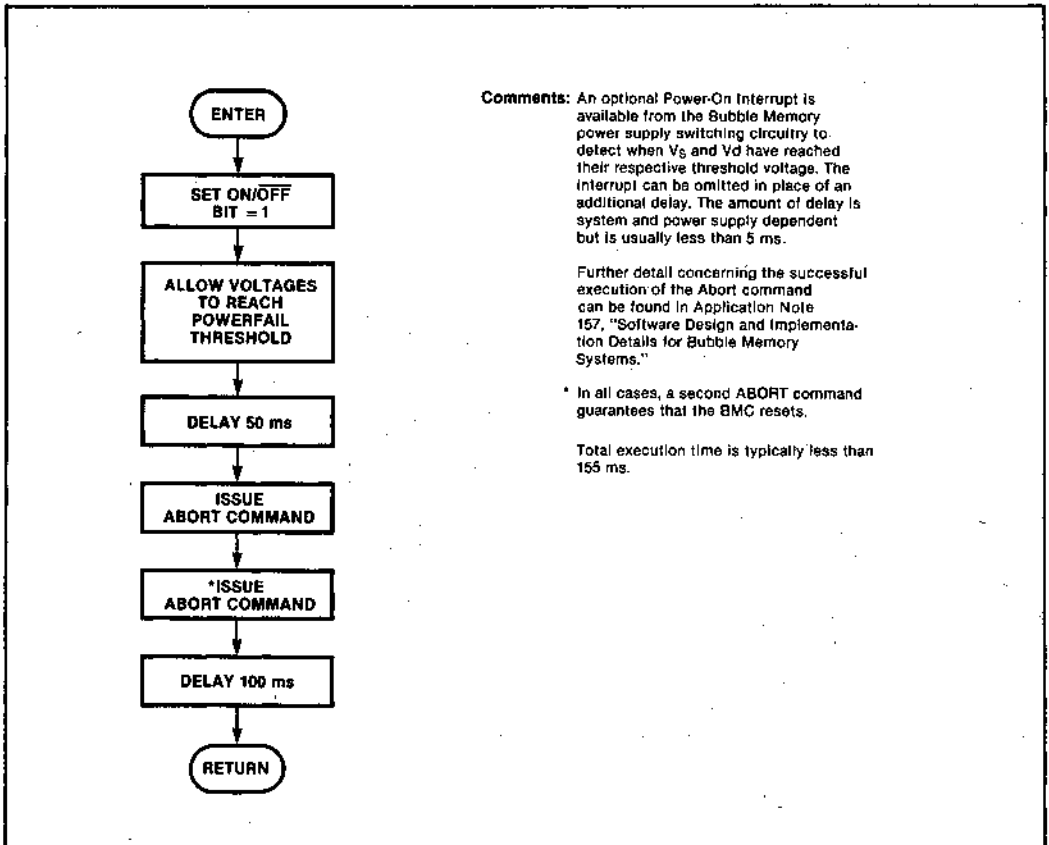 ENTER
SET ON/OFF
BIT = 1
ALLOW VOLTAGES
TO REACH
POWERFAIL
THRESHOLD
DELAY 50 ms
ISSUE
ABORT COMMAND
*ISSUE
ABORT COMMAND
DELAY 100 ms
RETURN
Comments: An optional Power-On Interrupt is
available from the Bubble Memory
power supply switching circuitry to
detect when Vs and Vd have reached
their respective threshold voltage. The
interrupt can be omitted in place of an
additional delay. The amount of delay is
system and power supply dependent
but is usually less than 5 ms.
Further detail concerning the successful
execution of the Abort command
can be found in Application Note
157, "Software Design and Implementa-
tion Details for Bubble Memory
Systems."
* In all cases, a second ABORT command
guarantees that the BMC resets.
Total execution time is typically less than
155 ms.